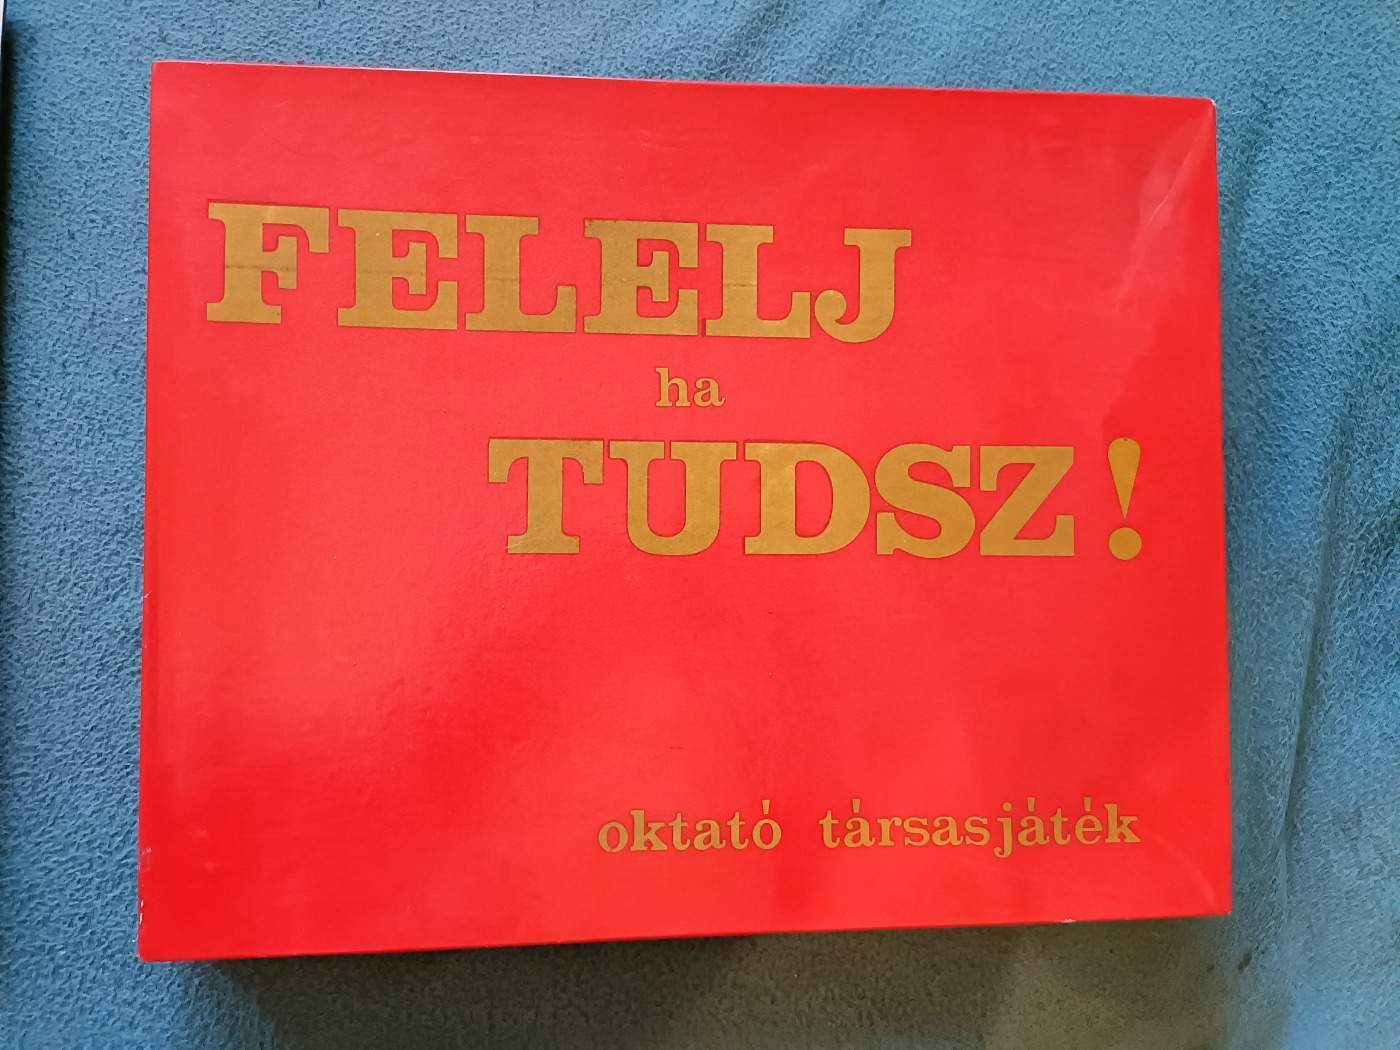 FELELJ
ha
TUDSZ!
oktató társasjáték